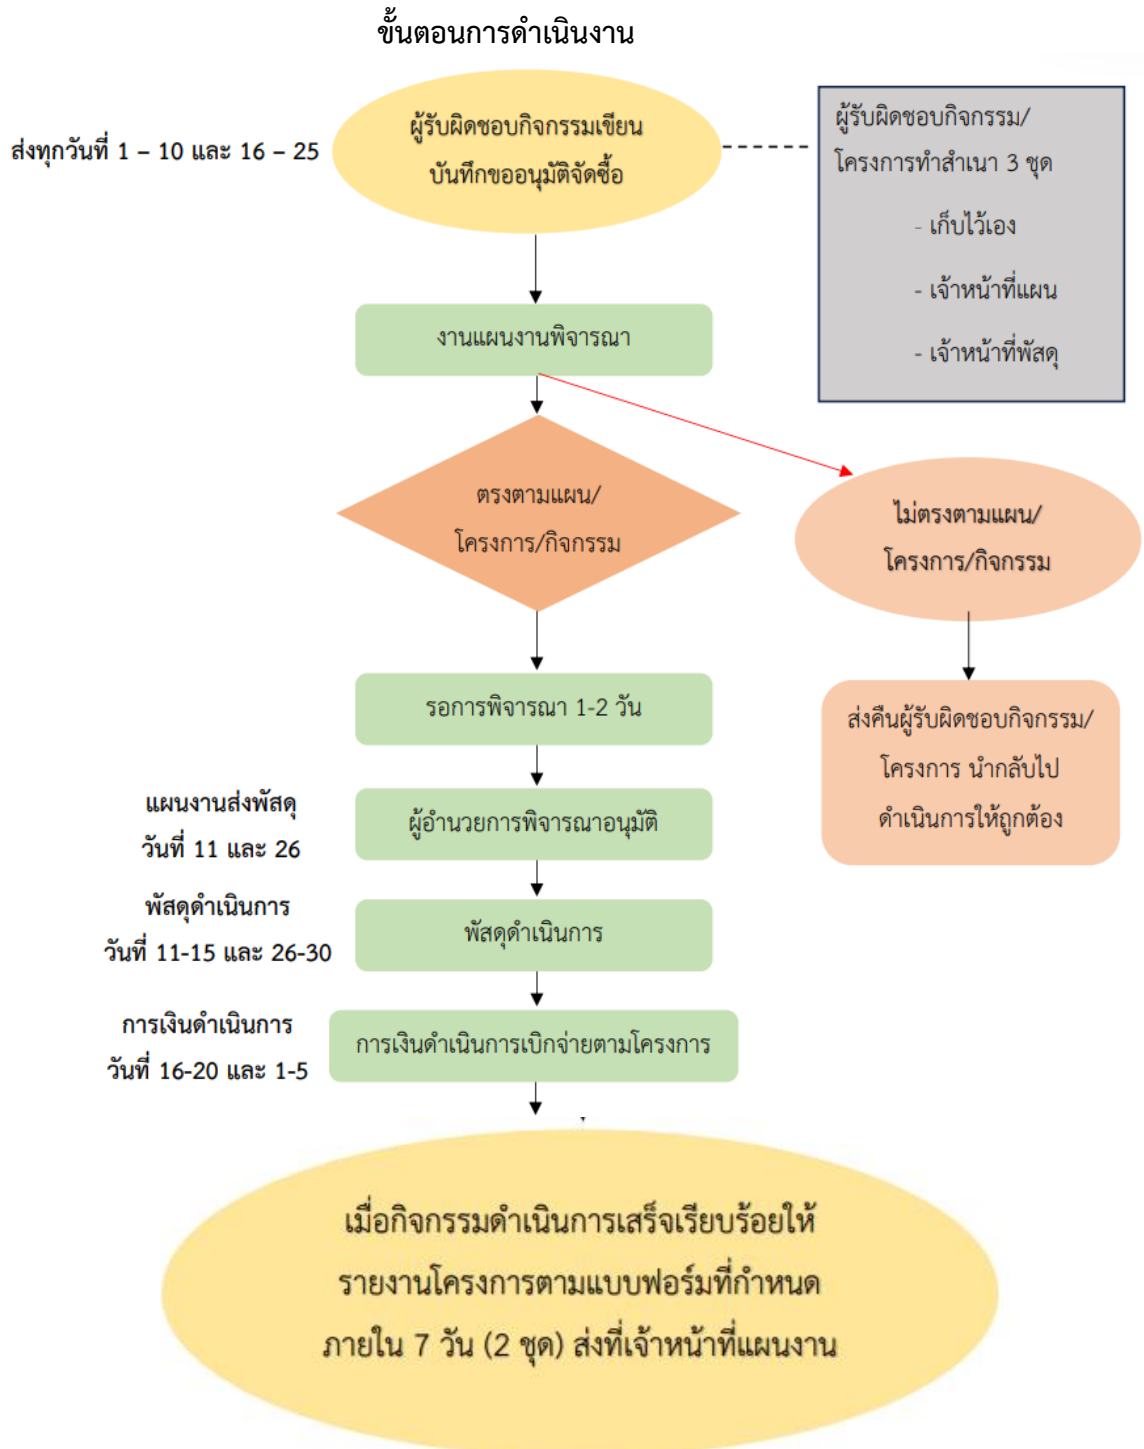 ขั้นตอนการดำเนินงาน
ส่งทุกวันที่ 1 – 10 และ 16 – 25
ผู้รับผิดชอบกิจกรรมเขียน
บันทึกขออนุมัติจัดซื้อ
ผู้รับผิดชอบกิจกรรม/
โครงการทำสำเนา 3 ชุด
- เก็บไว้เอง
- เจ้าหน้าที่แผน
- เจ้าหน้าที่พัสดุ
งานแผนงานพิจารณา
ตรงตามแผน/
โครงการ/กิจกรรม
ไม่ตรงตามแผน/
โครงการ/กิจกรรม
รอการพิจารณา 1-2 วัน
ส่งคืนผู้รับผิดชอบกิจกรรม/
โครงการ นำกลับไป
ดำเนินการให้ถูกต้อง
แผนงานส่งพัสดุ
วันที่ 11 และ 26
ผู้อำนวยการพิจารณาอนุมัติ
พัสดุดำเนินการ
วันที่ 11-15 และ 26-30
พัสดุดำเนินการ
การเงินดำเนินการ
วันที่ 16-20 และ 1-5
การเงินดำเนินการเบิกจ่ายตามโครงการ
เมื่อกิจกรรมดำเนินการเสร็จเรียบร้อยให้
รายงานโครงการตามแบบฟอร์มที่กำหนด
ภายใน 7 วัน (2 ชุด) ส่งที่เจ้าหน้าที่แผนงาน